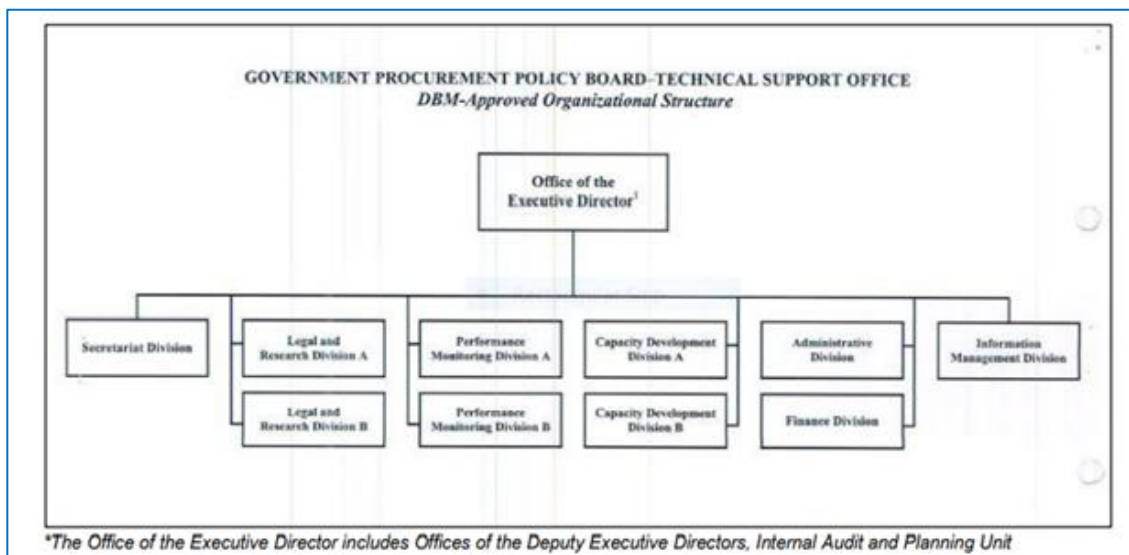 GOVERNMENT PROCUREMENT POLICY BOARD–TECHNICAL SUPPORT OFFICE
DBM-Approved Organizational Structure
Office of the
Executive Director¹
Secretariat Division
Legal and
Research Division A
Performance
Monitoring Division A
Capacity Development
Division A
Administrative
Division
Information
Management Division
Legal and
Research Division B
Performance
Monitoring Division B
Capacity Development
Division B
Finance Division
*The Office of the Executive Director includes Offices of the Deputy Executive Directors, Internal Audit and Planning Unit